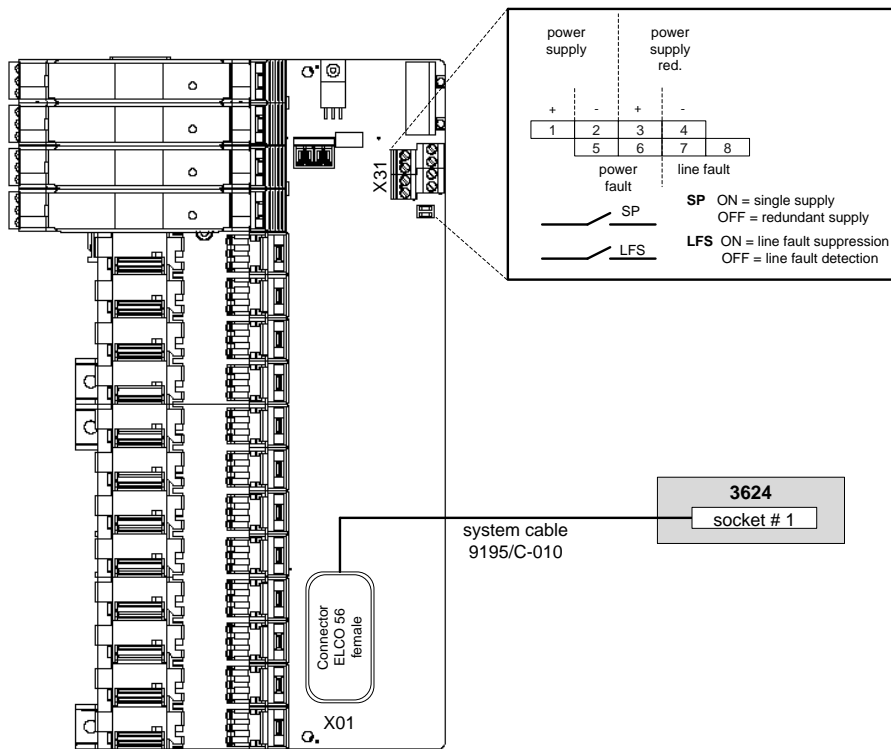 power
supply
power
supply
red.
+ - + -
1 2 3 4
5 6 7 8
power
fault
line fault
SP
SP ON = single supply
OFF = redundant supply
LFS
LFS ON = line fault suppression
OFF = line fault detection
X31
3624
socket # 1
system cable
9195/C-010
Connector
ELCO 56
female
X01